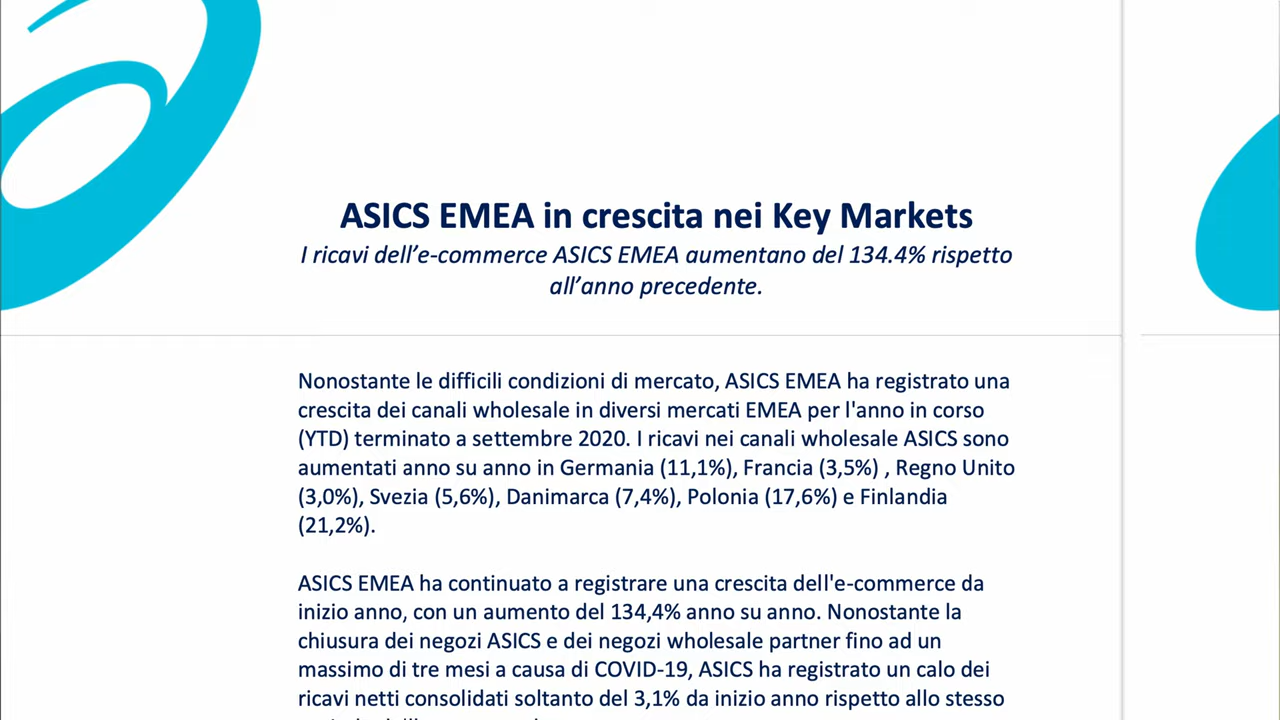 ASICS EMEA in crescita nei Key Markets
I ricavi dell’e-commerce ASICS EMEA aumentano del 134.4% rispetto
all’anno precedente.
Nonostante le difficili condizioni di mercato, ASICS EMEA ha registrato una
crescita dei canali wholesale in diversi mercati EMEA per l'anno in corso
(YTD) terminato a settembre 2020. I ricavi nei canali wholesale ASICS sono
aumentati anno su anno in Germania (11,1%), Francia (3,5%) , Regno Unito
(3,0%), Svezia (5,6%), Danimarca (7,4%), Polonia (17,6%) e Finlandia
(21,2%).
ASICS EMEA ha continuato a registrare una crescita dell'e-commerce da
inizio anno, con un aumento del 134,4% anno su anno. Nonostante la
chiusura dei negozi ASICS e dei negozi wholesale partner fino ad un
massimo di tre mesi a causa di COVID-19, ASICS ha registrato un calo dei
ricavi netti consolidati soltanto del 3,1% da inizio anno rispetto allo stesso